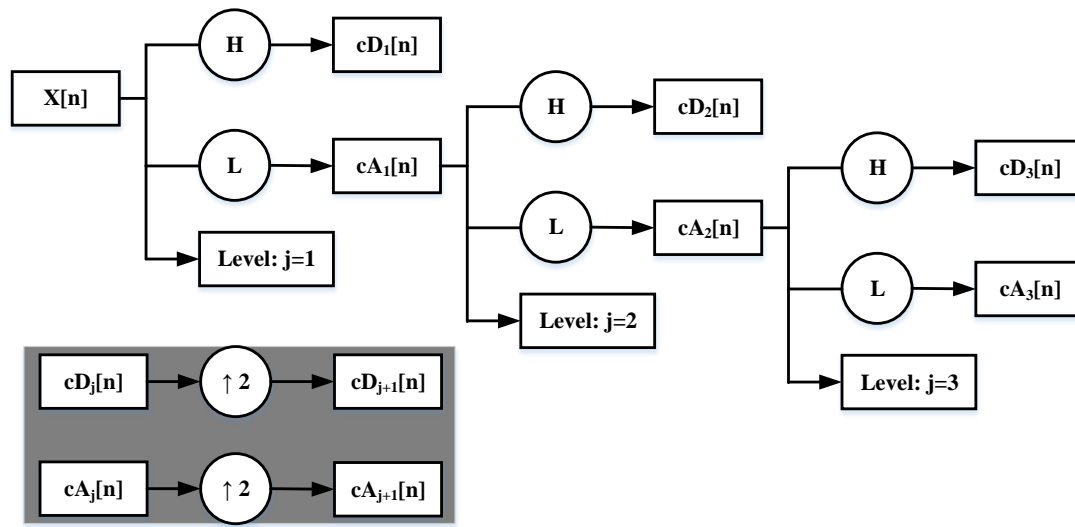 X[n]
H
cD₁[n]
L
cA₁[n]
Level: j=1
H
cD₂[n]
L
cA₂[n]
Level: j=2
H
cD₃[n]
L
cA₃[n]
Level: j=3
cDⱼ[n]
↑ 2
cDⱼ₊₁[n]
cAⱼ[n]
↑ 2
cAⱼ₊₁[n]